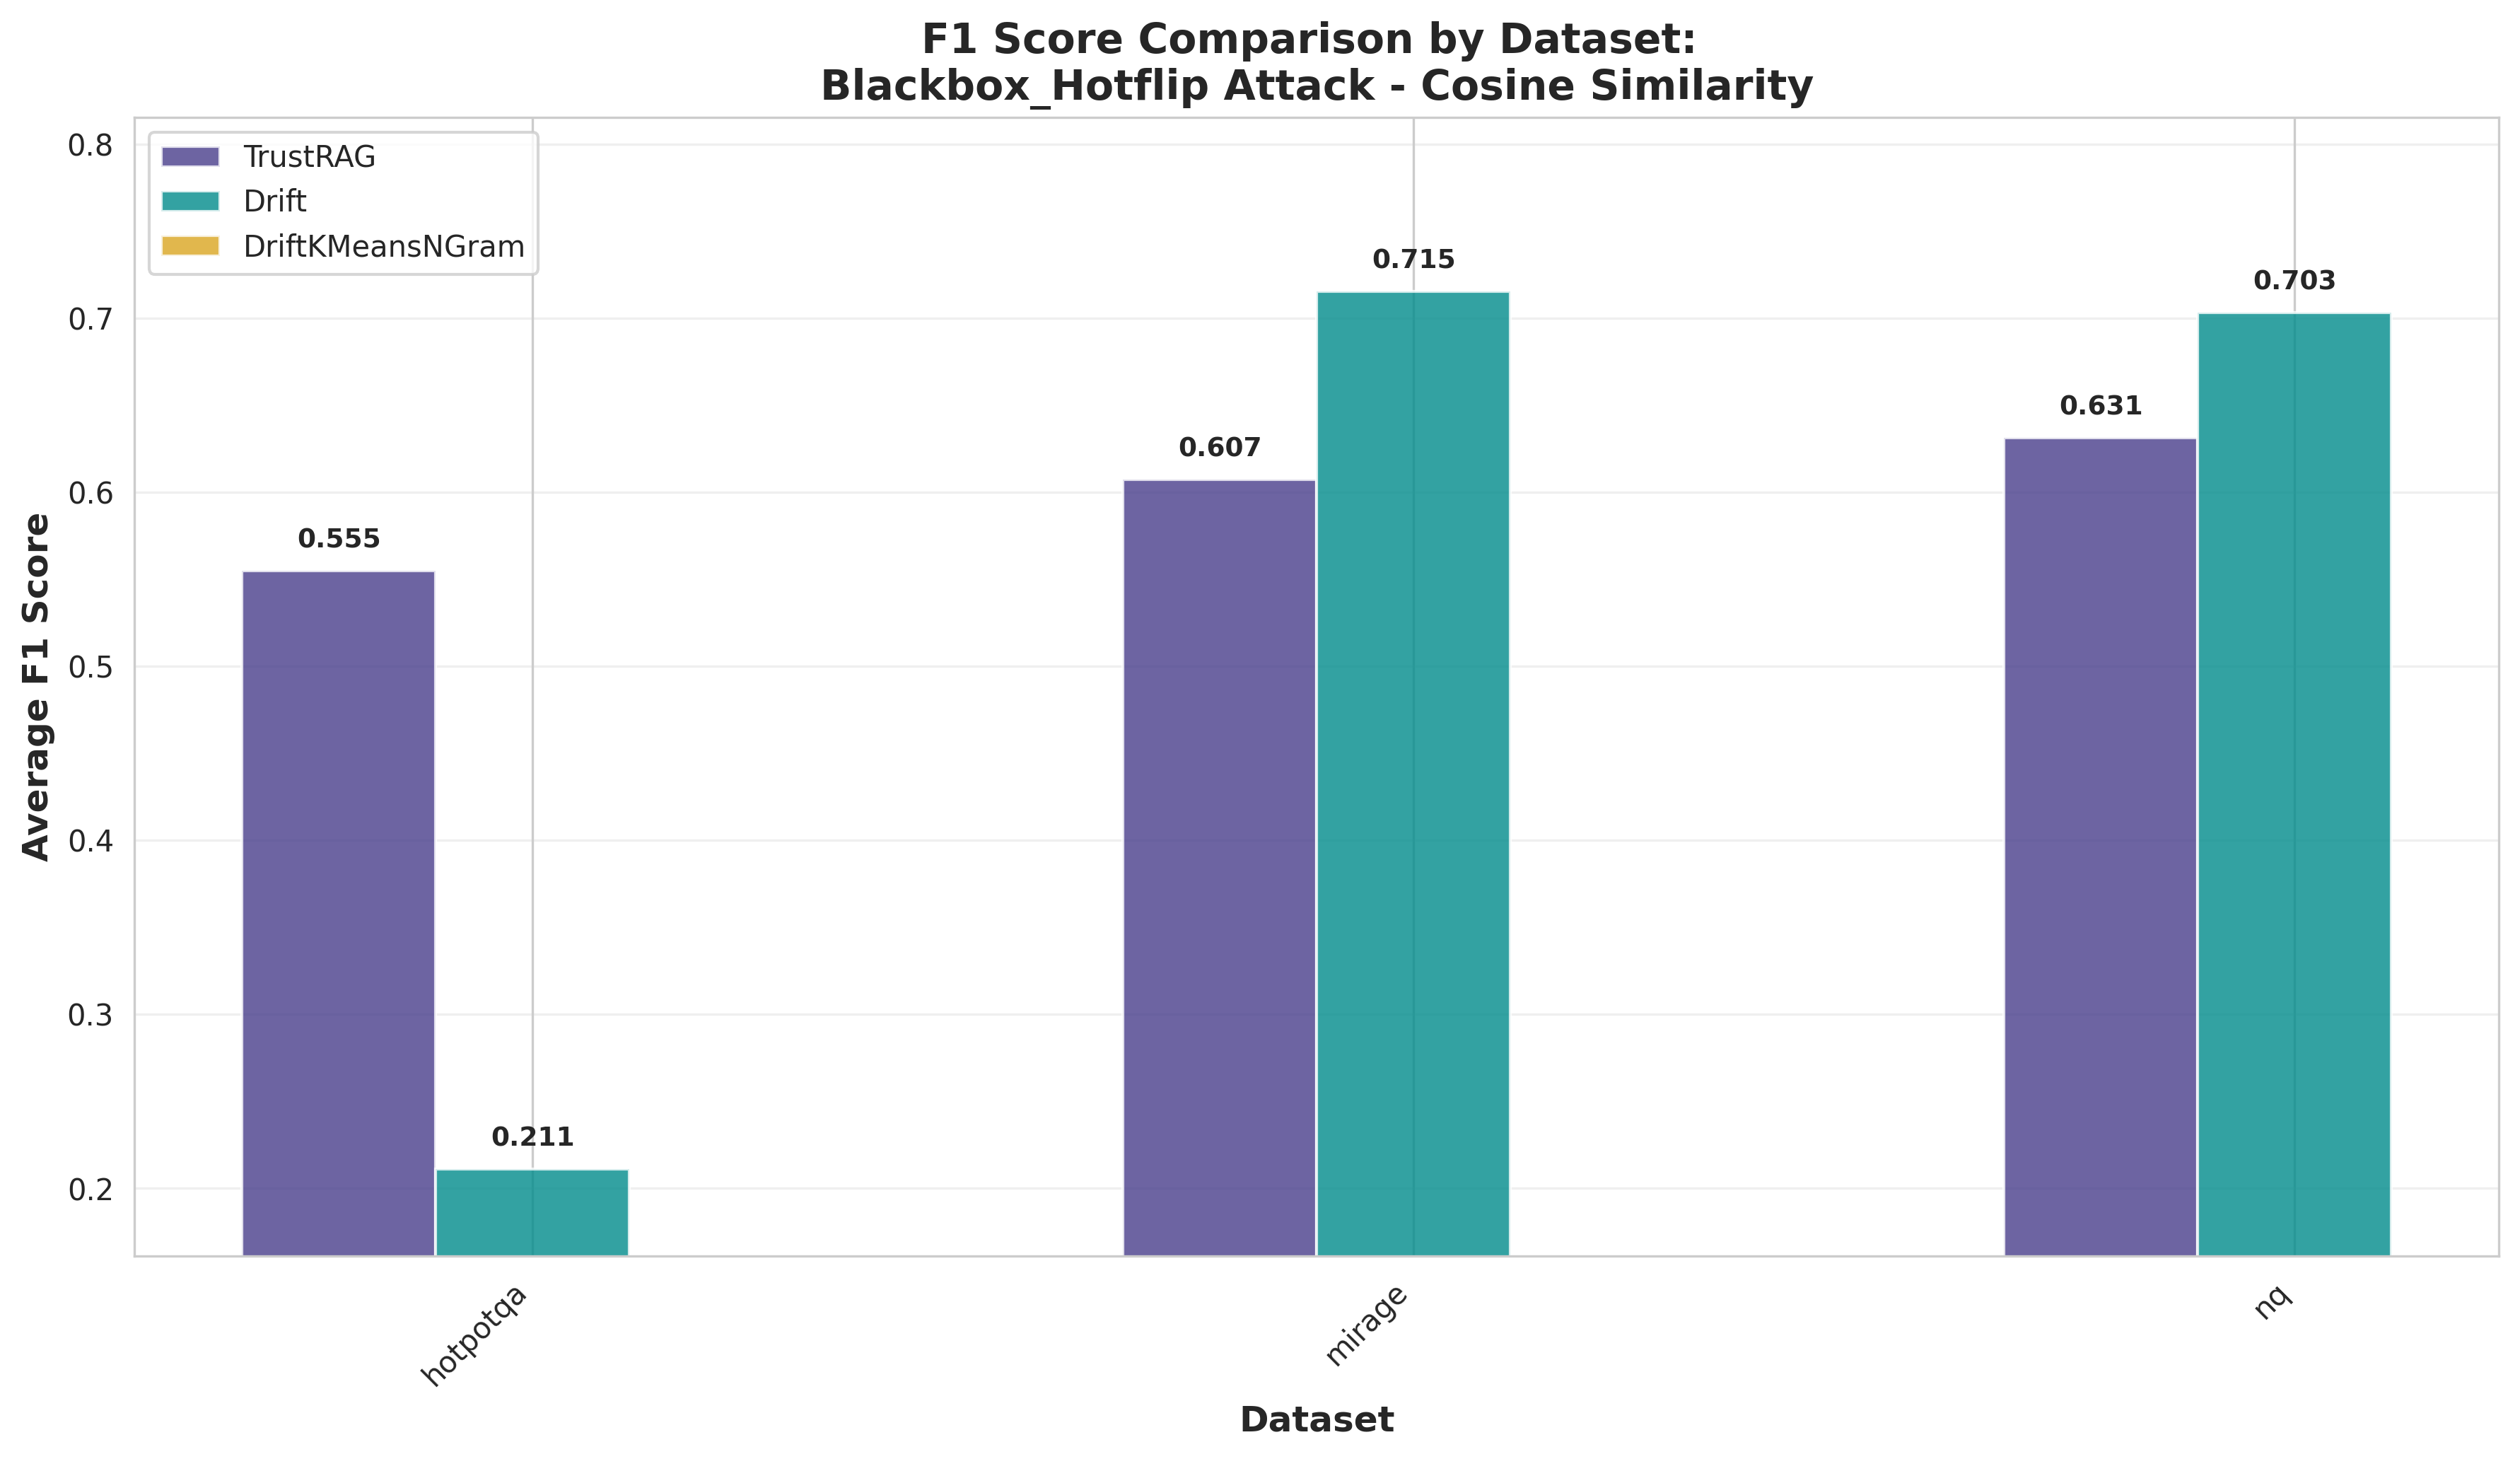 F1 Score Comparison by Dataset:
Blackbox_Hotflip Attack - Cosine Similarity
TrustRAG
Drift
DriftKMeansNGram
Average F1 Score
0.8
0.7
0.6
0.5
0.4
0.3
0.2
0.555
0.211
0.607
0.715
0.631
0.703
hotpotqa
mirage
nq
Dataset